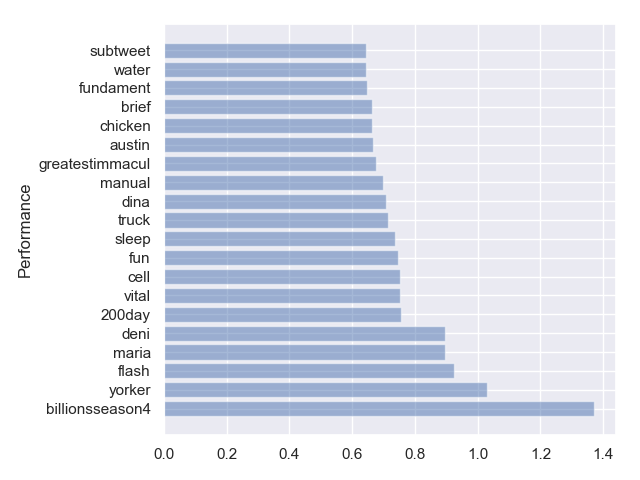 subtweet
water
fundament
brief
chicken
austin
greatestimmacul
manual
dina
truck
sleep
fun
cell
vital
200day
deni
maria
flash
yorker
billionsseason4
Performance
0.0 0.2 0.4 0.6 0.8 1.0 1.2 1.4